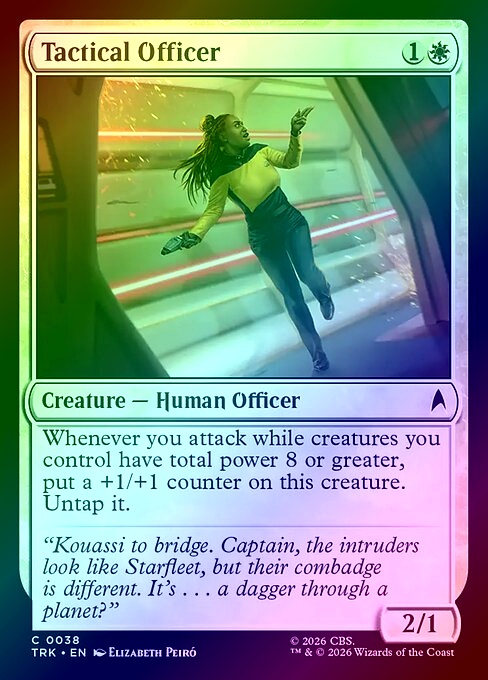 Tactical Officer 1
Creature — Human Officer
Whenever you attack while creatures you
control have total power 8 or greater,
put a +1/+1 counter on this creature.
Untap it.
“Kouassi to bridge. Captain, the intruders
look like Starfleet, but their combadge
is different. It’s . . . a dagger through a
planet?”
2/1
C 0038
TRK • EN Elizabeth Peiró
© 2026 CBS.
™ & © 2026 Wizards of the Coast